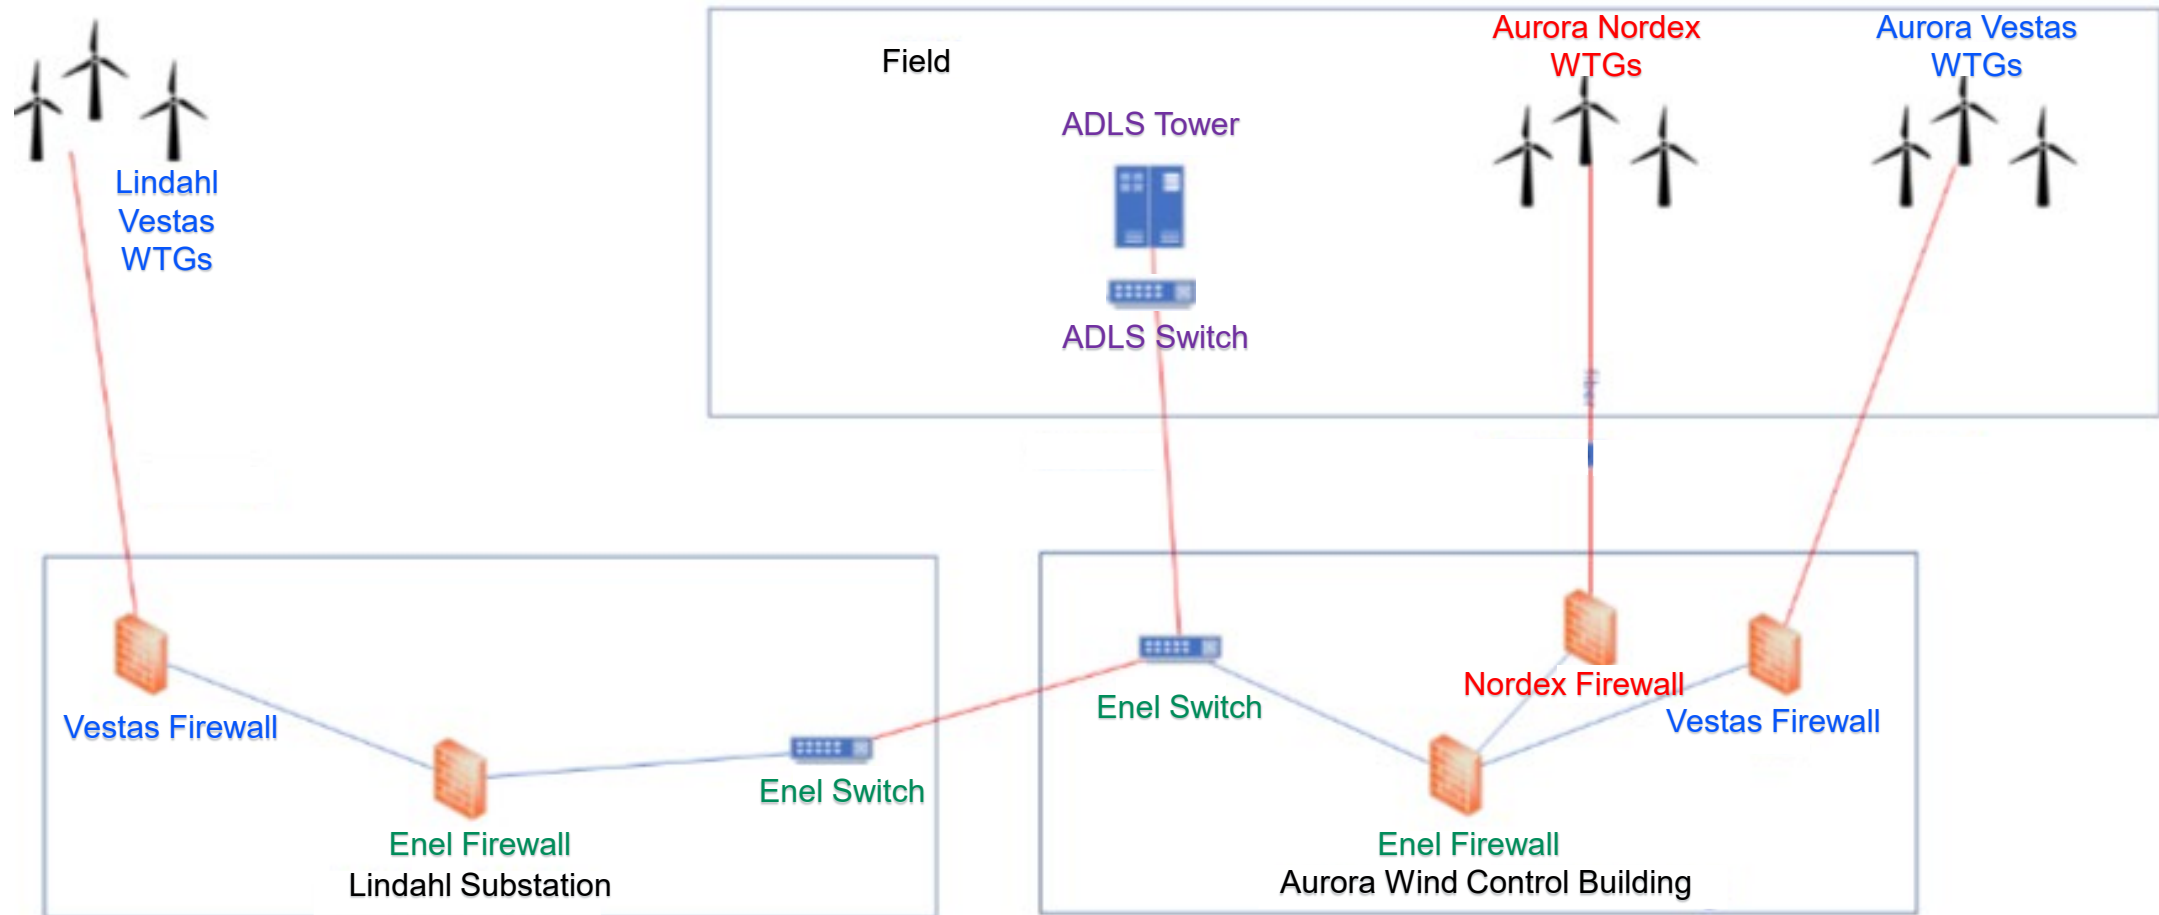 Field
Aurora Nordex
WTGs
Aurora Vestas
WTGs
ADLS Tower
Lindahl
Vestas
WTGs
ADLS Switch
fiber
Vestas Firewall
Enel Firewall
Lindahl Substation
Enel Switch
Enel Switch
Nordex Firewall
Vestas Firewall
Enel Firewall
Aurora Wind Control Building